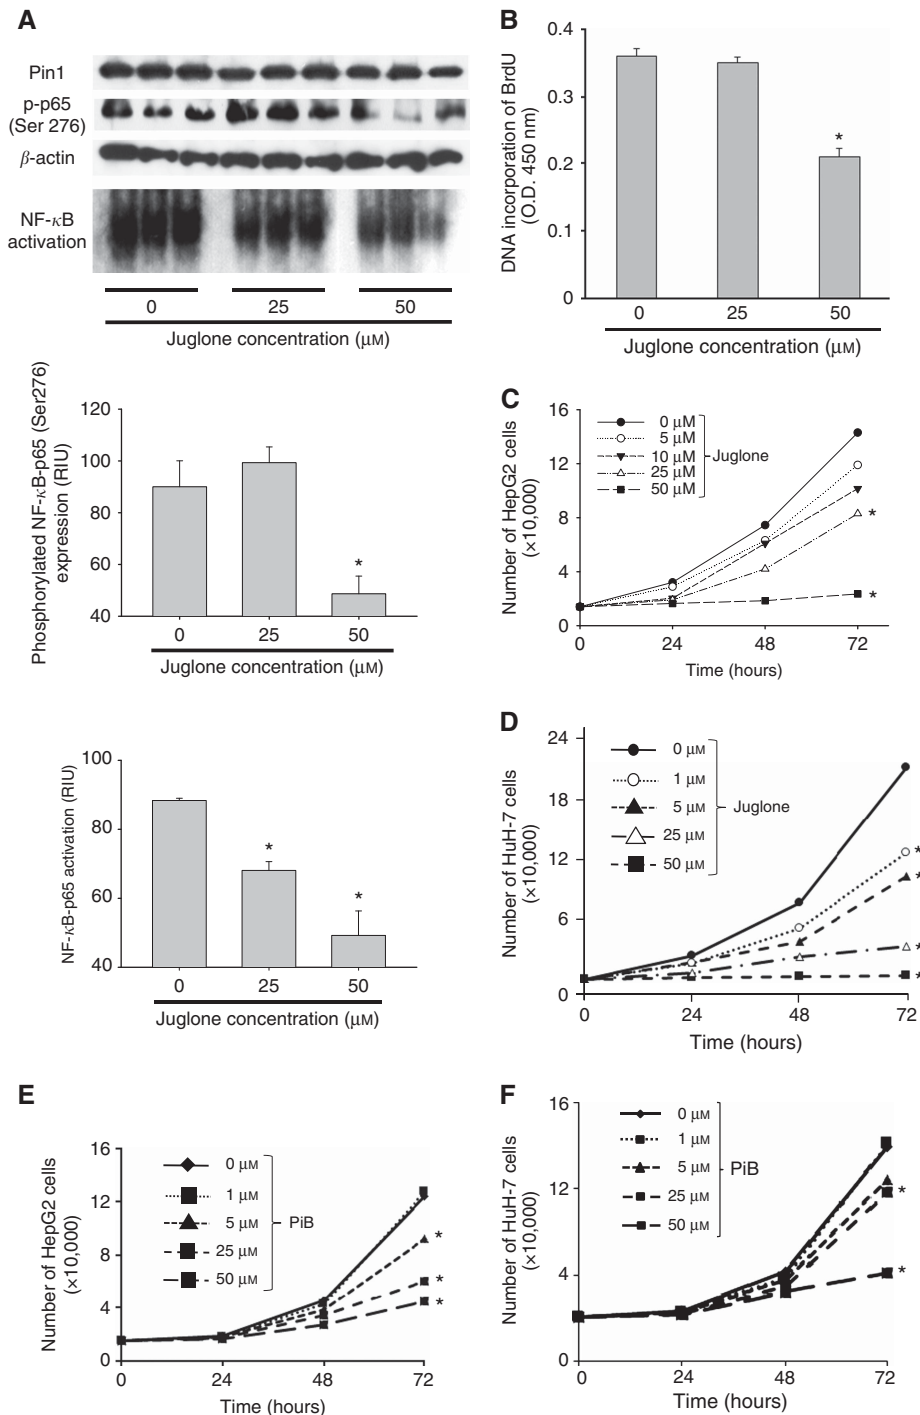 A
Pin1
p-p65
(Ser 276)
β-actin
NF-κB
activation
0 25 50
Juglone concentration (μM)
Phosphorylated NF-κB-p65 (Ser276)
expression (RIU)
120
100
80
60
40
*
0 25 50
Juglone concentration (μM)
NF-κB-p65 activation (RIU)
100
80
60
40
*
*
0 25 50
Juglone concentration (μM)
B
DNA incorporation of BrdU
(O.D. 450 nm)
0.4
0.3
0.2
0.1
0
*
0 25 50
Juglone concentration (μM)
C
Number of HepG2 cells
(×10,000)
16
12
8
4
0
0 μM
5 μM
10 μM
25 μM
50 μM
Juglone
*
*
0 24 48 72
Time (hours)
D
Number of HuH-7 cells
(×10,000)
24
18
12
6
0
0 μM
1 μM
5 μM
25 μM
50 μM
Juglone
*
*
*
*
0 24 48 72
Time (hours)
E
Number of HepG2 cells
(×10,000)
16
12
8
4
0
0 μM
1 μM
5 μM
25 μM
50 μM
PiB
*
*
*
0 24 48 72
Time (hours)
F
Number of HuH-7 cells
(×10,000)
16
12
8
4
0
0 μM
1 μM
5 μM
25 μM
50 μM
PiB
*
*
0 24 48 72
Time (hours)